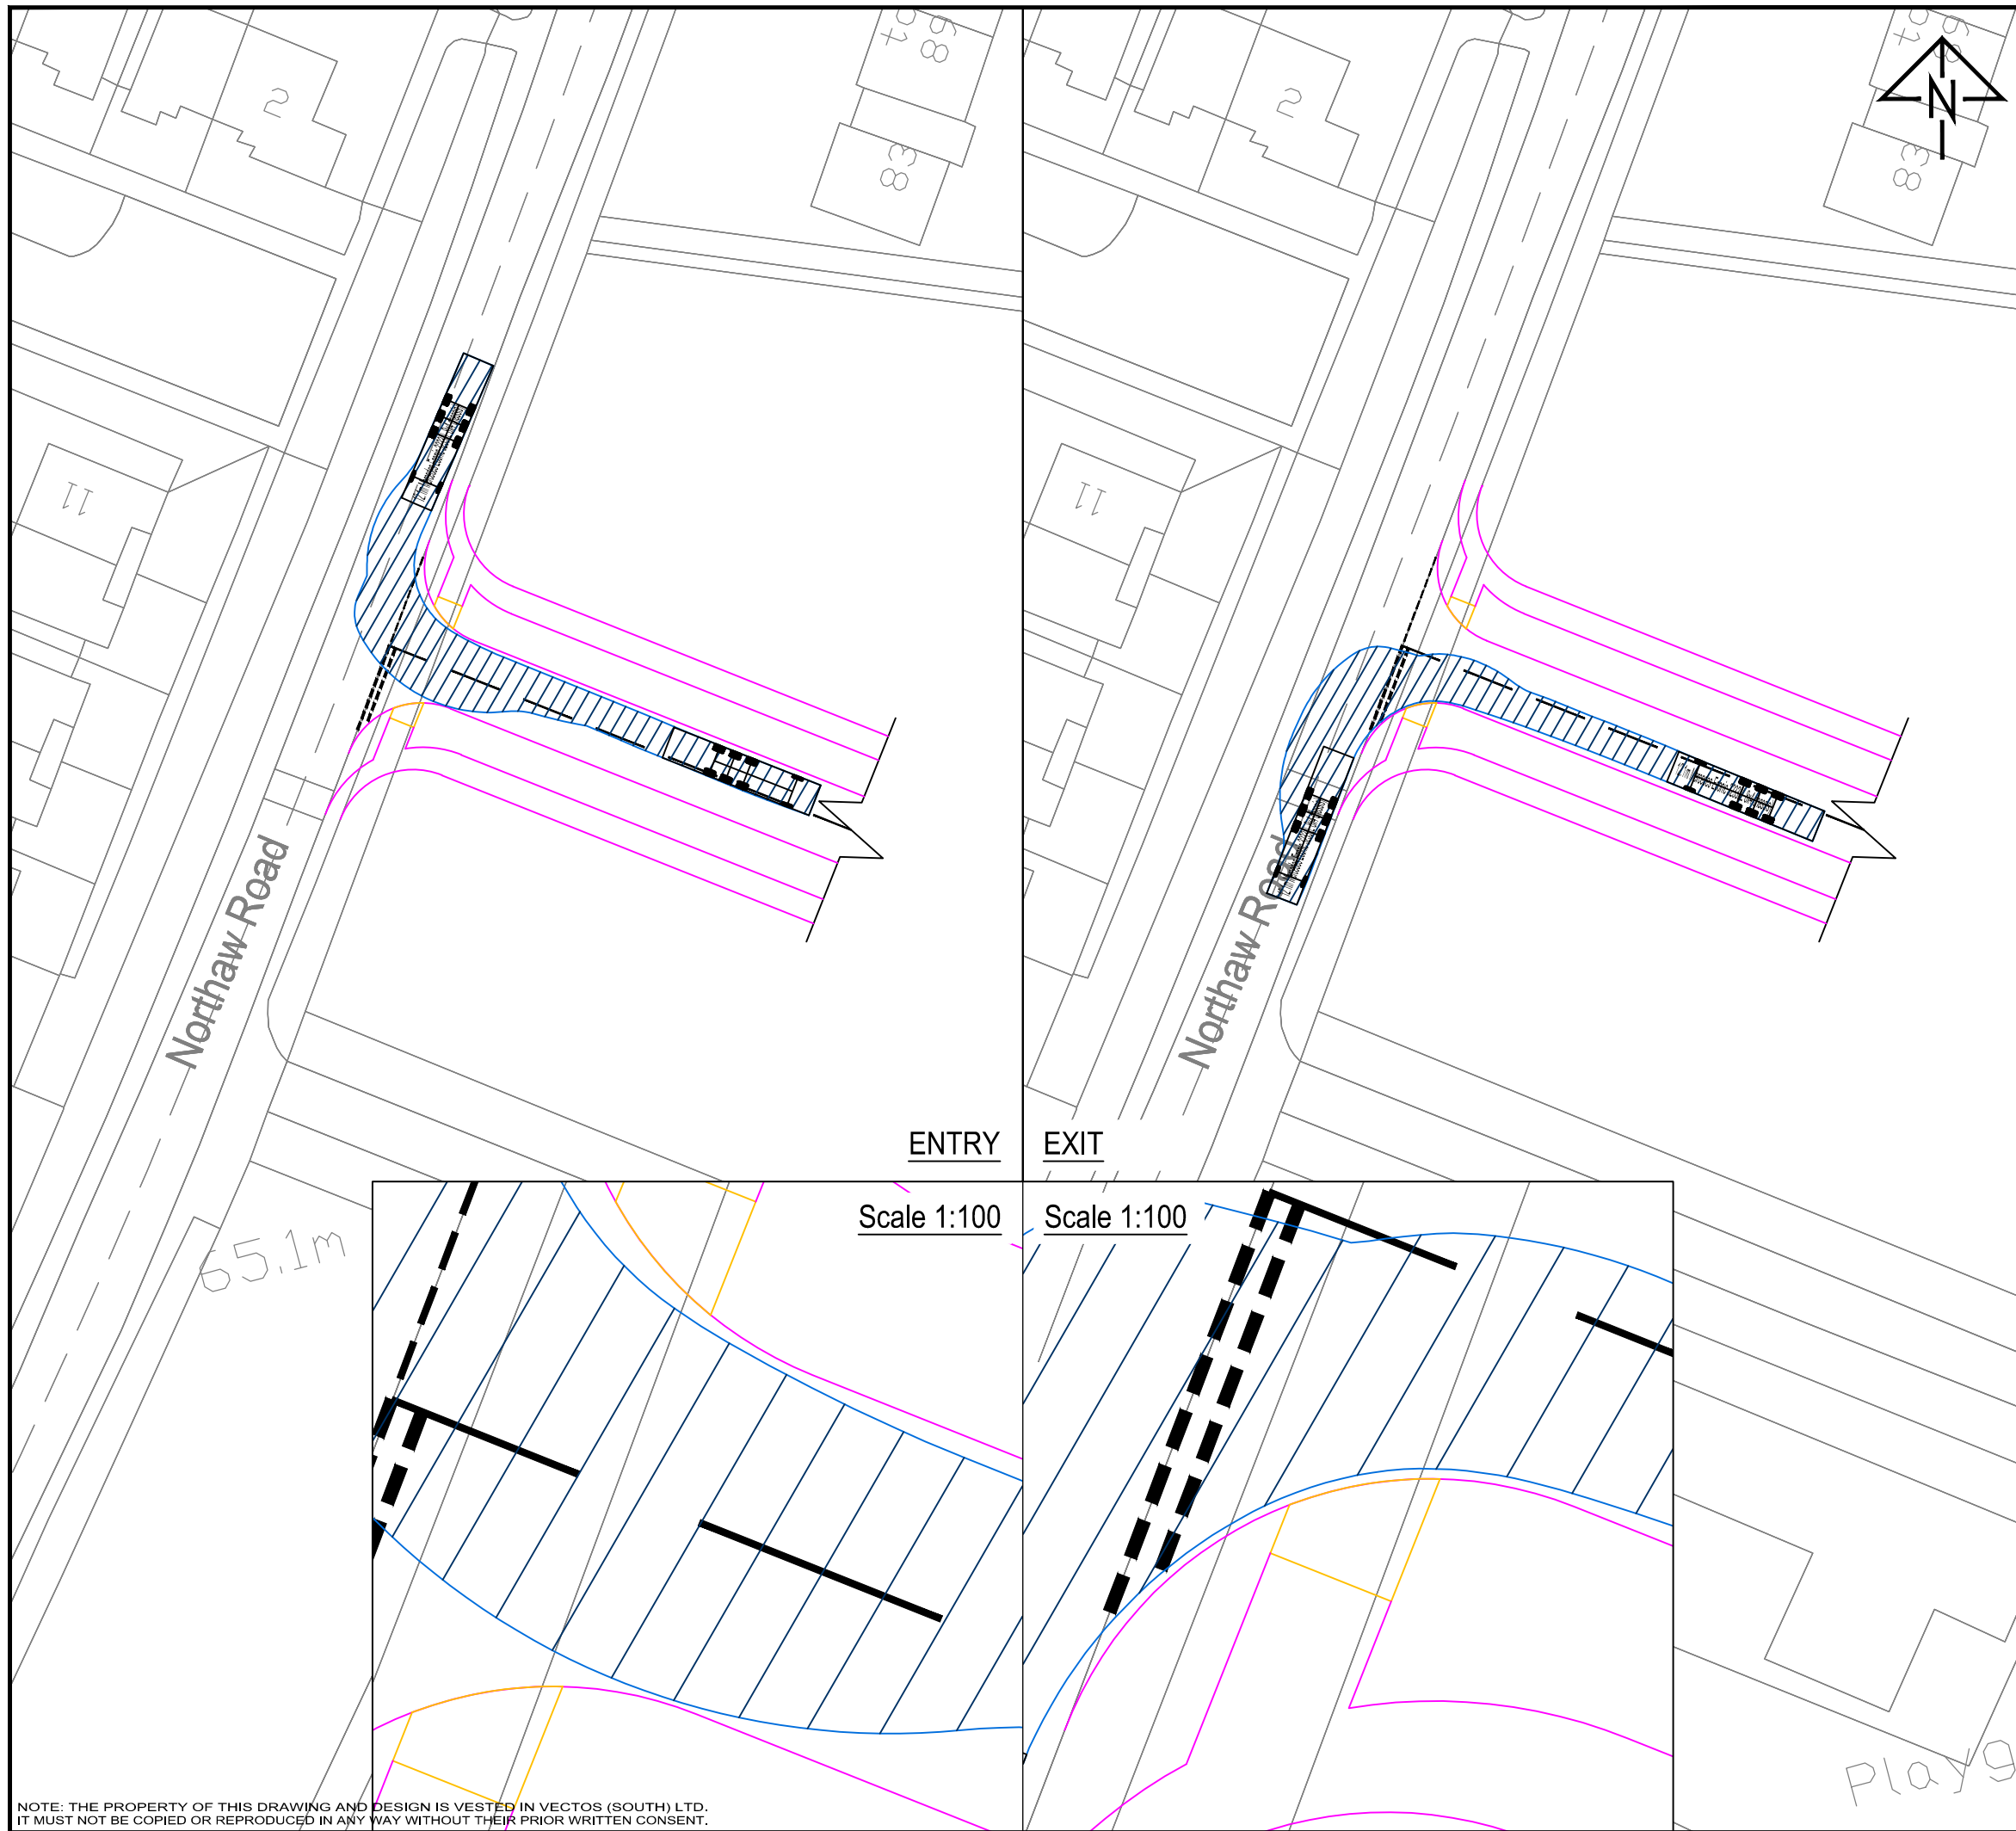 85
83
2
11
Northaw Road
65.1m
ENTRY
Scale 1:100
N
83
2
11
Northaw Road
EXIT
Scale 1:100
NOTE: THE PROPERTY OF THIS DRAWING AND DESIGN IS VESTED IN VECTOS (SOUTH) LTD.
IT MUST NOT BE COPIED OR REPRODUCED IN ANY WAY WITHOUT THEIR PRIOR WRITTEN CONSENT.